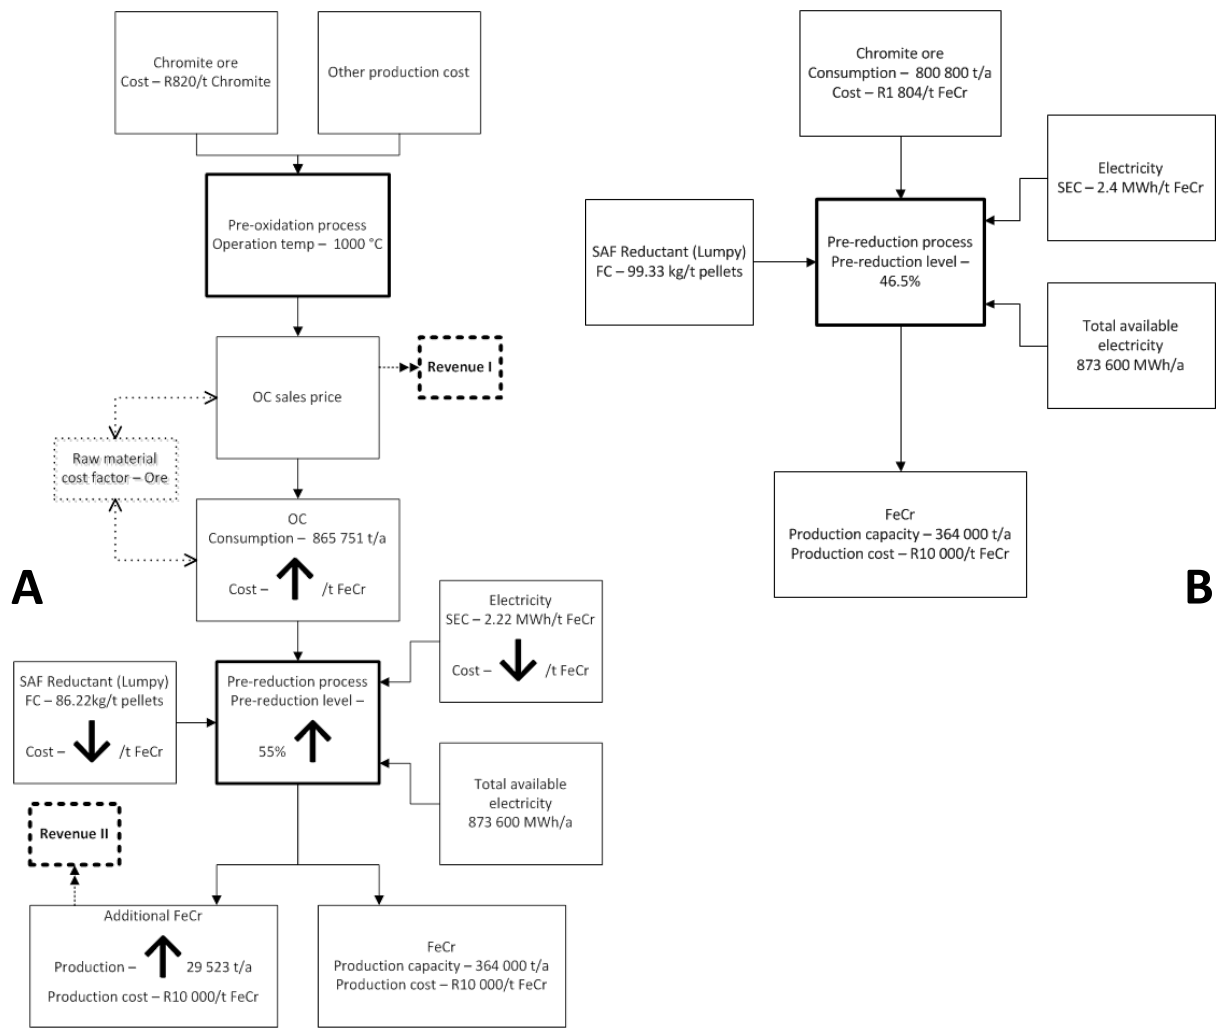 Chromite ore
Cost – R820/t Chromite
Other production cost
Pre-oxidation process
Operation temp – 1000 °C
OC sales price
Revenue I
Raw material
cost factor – Ore
OC
Consumption – 865 751 t/a
Cost – /t FeCr
A
Electricity
SEC – 2.22 MWh/t FeCr
Cost – /t FeCr
SAF Reductant (Lumpy)
FC – 86.22kg/t pellets
Cost – /t FeCr
Pre-reduction process
Pre-reduction level –
55%
Total available
electricity
873 600 MWh/a
Revenue II
Additional FeCr
Production – 29 523 t/a
Production cost – R10 000/t FeCr
FeCr
Production capacity – 364 000 t/a
Production cost – R10 000/t FeCr
Chromite ore
Consumption – 800 800 t/a
Cost – R1 804/t FeCr
Electricity
SEC – 2.4 MWh/t FeCr
SAF Reductant (Lumpy)
FC – 99.33 kg/t pellets
Pre-reduction process
Pre-reduction level –
46.5%
Total available
electricity
873 600 MWh/a
FeCr
Production capacity – 364 000 t/a
Production cost – R10 000/t FeCr
B